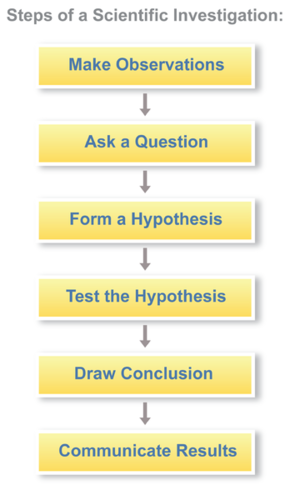 Steps of a Scientific Investigation:
Make Observations
Ask a Question
Form a Hypothesis
Test the Hypothesis
Draw Conclusion
Communicate Results